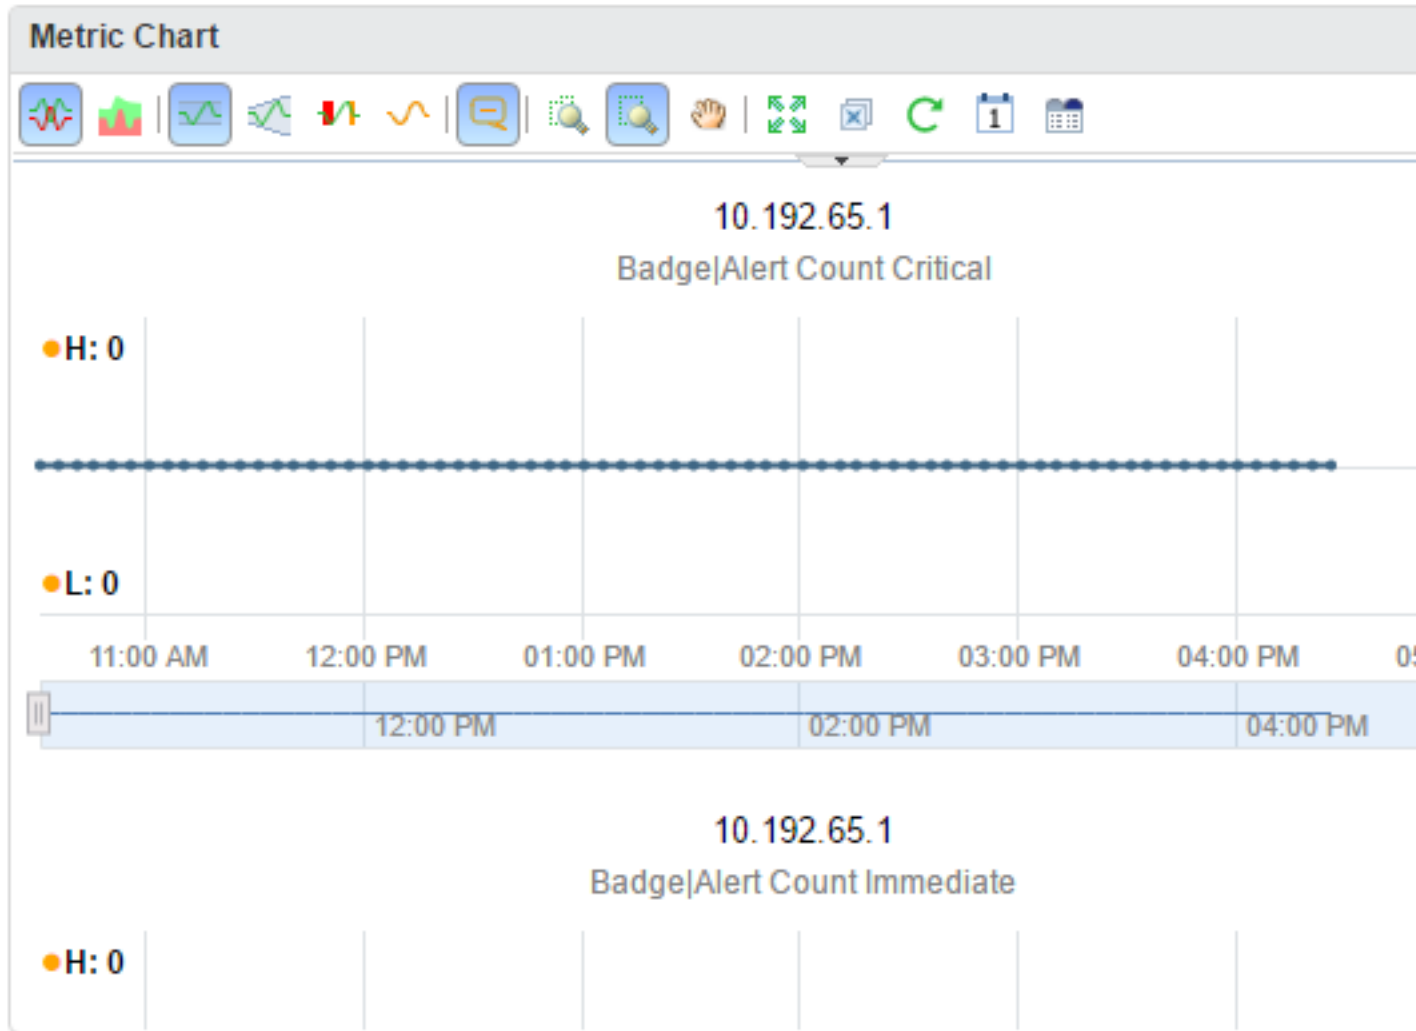 Metric Chart
1
10.192.65.1
Badge|Alert Count Critical
H: 0
L: 0
11:00 AM 12:00 PM 01:00 PM 02:00 PM 03:00 PM 04:00 PM
12:00 PM 02:00 PM 04:00 PM
10.192.65.1
Badge|Alert Count Immediate
H: 0